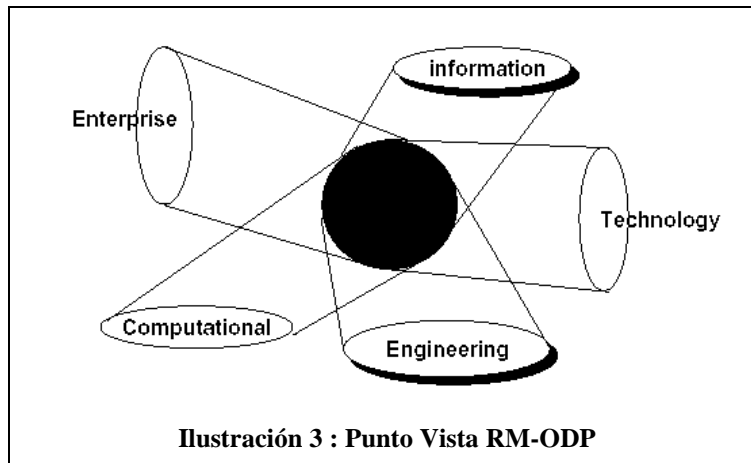 information
Enterprise
Technology
Computational
Engineering
Ilustración 3 : Punto Vista RM-ODP